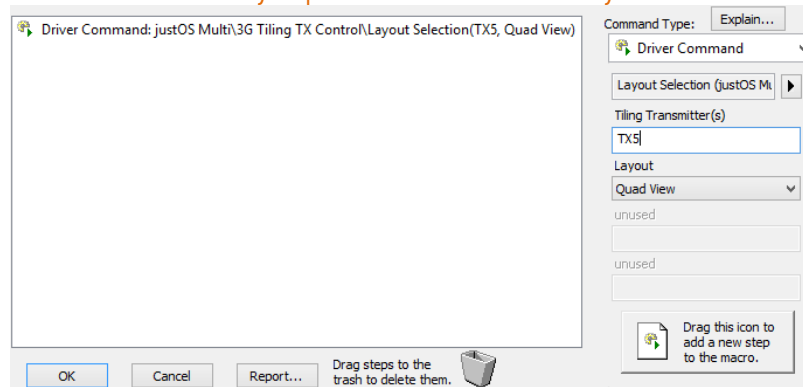 Driver Command: justOS Multi\3G Tiling TX Control\Layout Selection(TX5, Quad View)
Command Type:
Explain...
Driver Command
Layout Selection (justOS Mu
Tiling Transmitter(s)
TX5
Layout
Quad View
unused
unused
Drag this icon to
add a new step
to the macro.
OK
Cancel
Report...
Drag steps to the
trash to delete them.